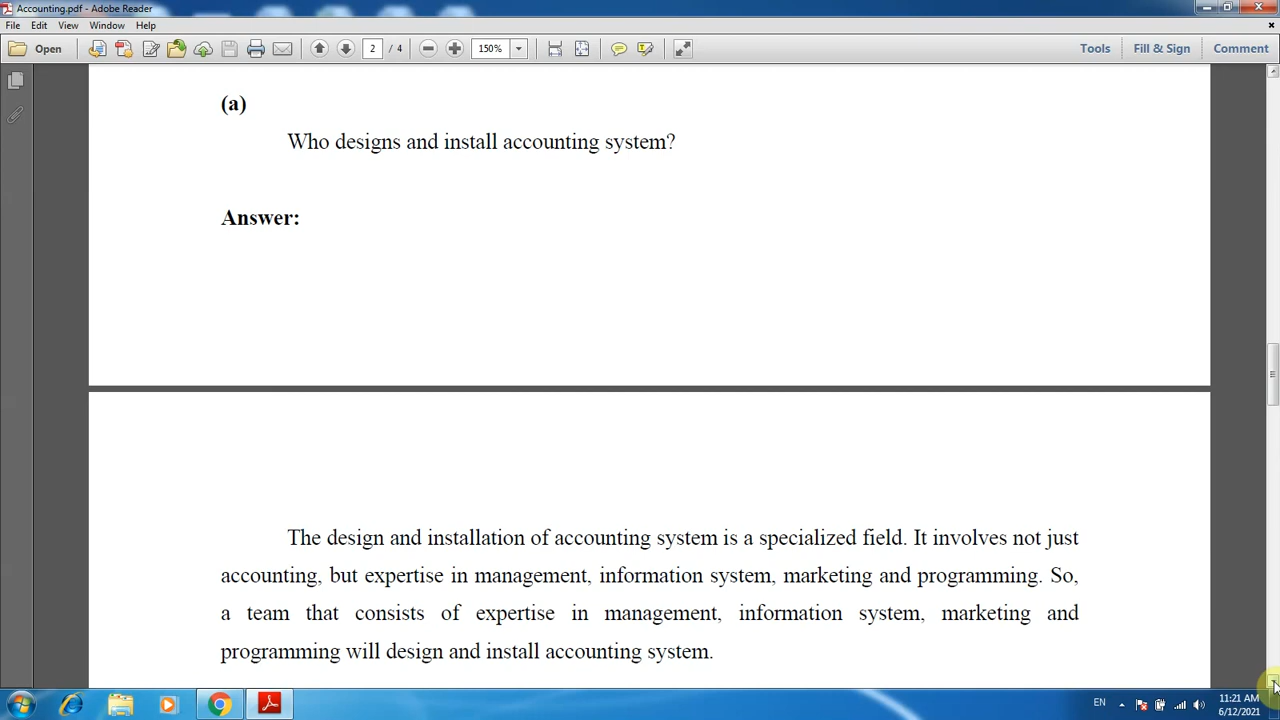 Accounting.pdf - Adobe Reader
File Edit View Window Help
Open 2 / 4 150% Tools Fill & Sign Comment
(a)
Who designs and install accounting system?
Answer:
The design and installation of accounting system is a specialized field. It involves not just
accounting, but expertise in management, information system, marketing and programming. So,
a team that consists of expertise in management, information system, marketing and
programming will design and install accounting system.
EN 11:21 AM
6/12/2021